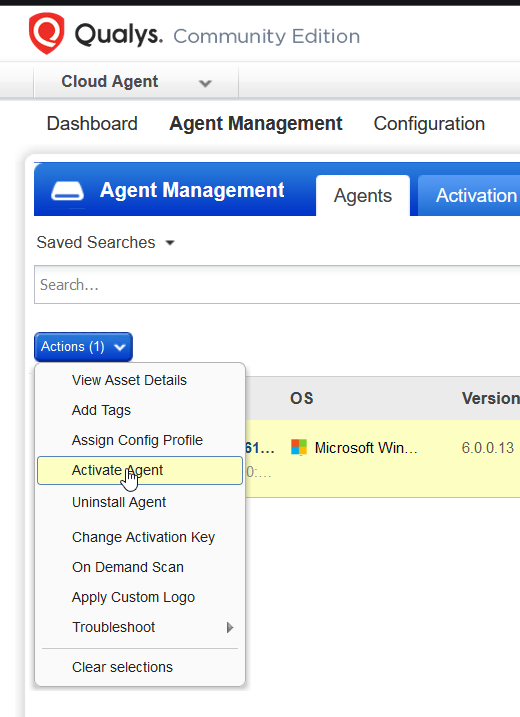 Qualys. Community Edition
Cloud Agent
Dashboard Agent Management Configuration
Agent Management Agents Activation
Saved Searches
Search...
Actions (1)
View Asset Details
Add Tags
OS Version
Assign Config Profile
61... Microsoft Win... 6.0.0.13
Activate Agent
0:...
Uninstall Agent
Change Activation Key
On Demand Scan
Apply Custom Logo
Troubleshoot
Clear selections